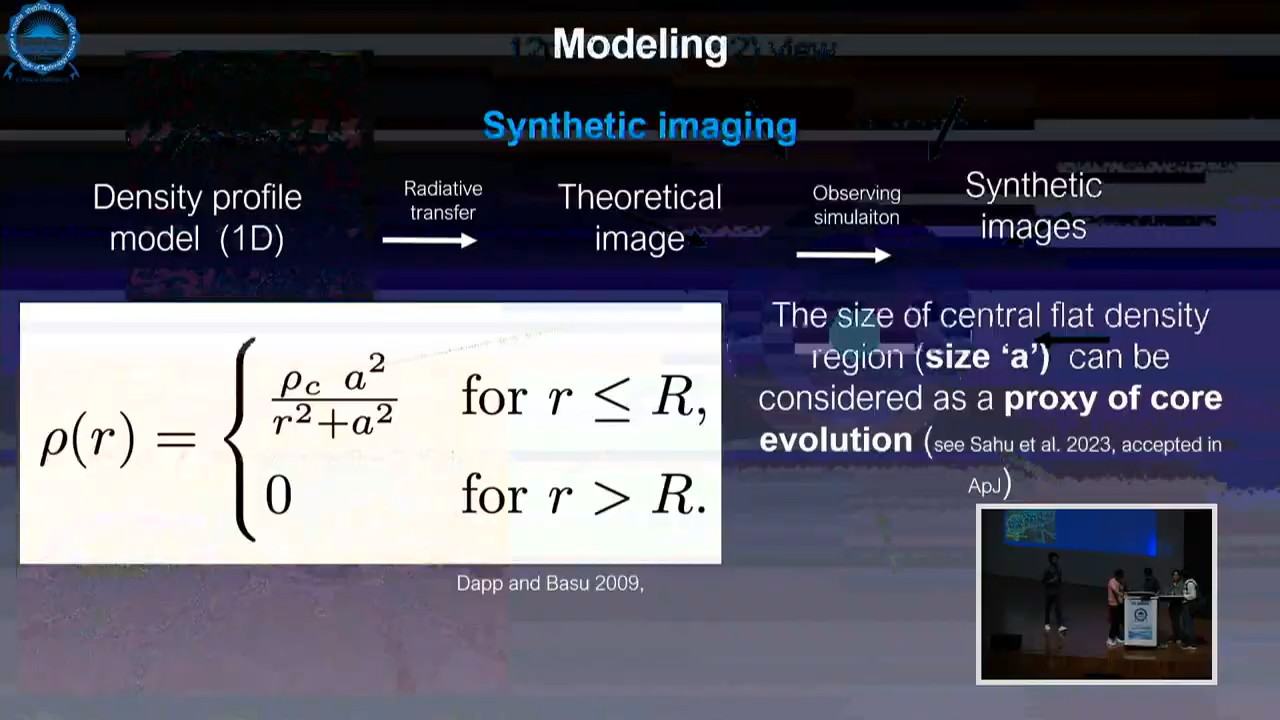 Modeling
Synthetic imaging
Density profile
model (1D)
Radiative
transfer
Theoretical
image
Observing
simulaiton
Synthetic
images
ρ(r) = { ρ_c a² / (r²+a²) for r ≤ R,
0 for r > R.
Dapp and Basu 2009,
The size of central flat density
region (size ‘a’) can be
considered as a proxy of core
evolution (see Sahu et al. 2023, accepted in
ApJ)